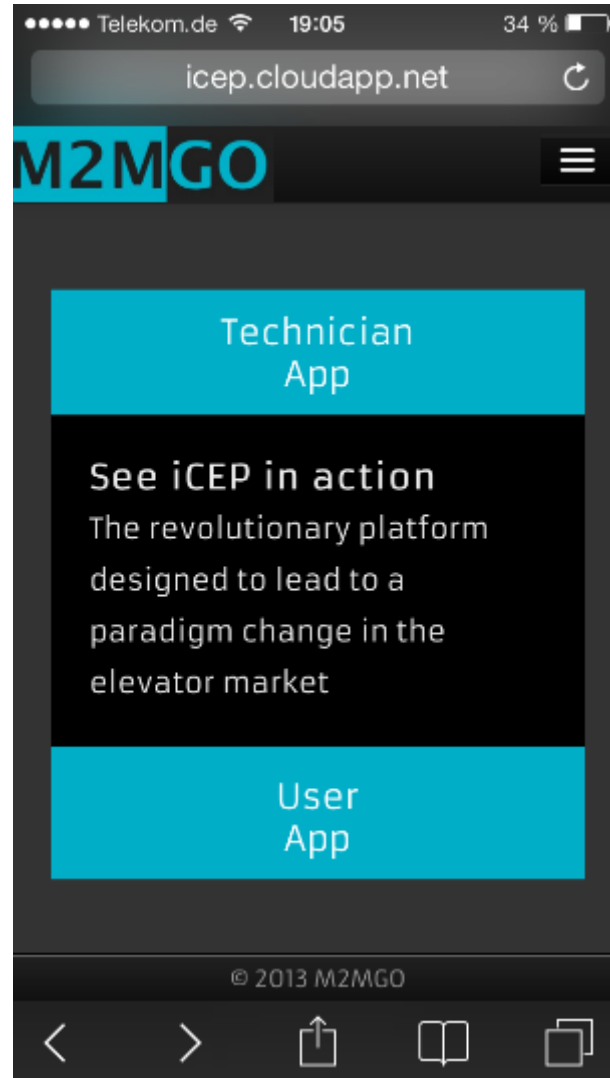 Telekom.de 19:05 34 %
icep.cloudapp.net
M2MGO
Technician
App
See iCEP in action
The revolutionary platform
designed to lead to a
paradigm change in the
elevator market
User
App
© 2013 M2MGO